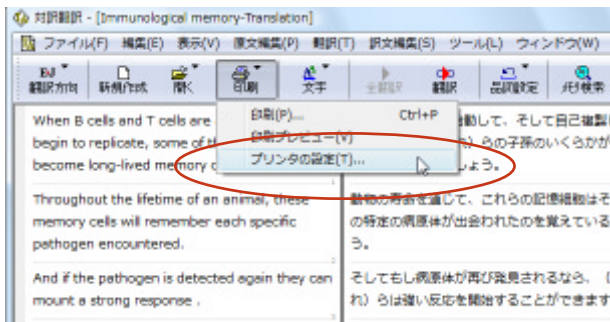 対訳翻訳 - [Immunological memory-Translation]
ファイル(F) 編集(E) 表示(V) 原文編集(P) 翻訳(T) 訳文編集(S) ツール(L) ウィンドウ(W)
翻訳方向 新規作成 開く 印刷 文字 全翻訳 翻訳 品詞設定 メモリ検索
印刷(P)... Ctrl+P
印刷プレビュー(V)
プリンタの設定(T)...
When B cells and T cells are
begin to replicate, some of th
become long-lived memory c
動して、そして自己複製
らの子孫のいくらかが
しょう。
Throughout the lifetime of an animal, these
memory cells will remember each specific
pathogen encountered.
動物の寿命を通じて、これらの記憶細胞はそ
の特定の病原体が出会われたのを覚えている
う。
And if the pathogen is detected again they can
mount a strong response .
そしてもし病原体が再び発見されるなら、
れ）らは強い反応を開始することができます